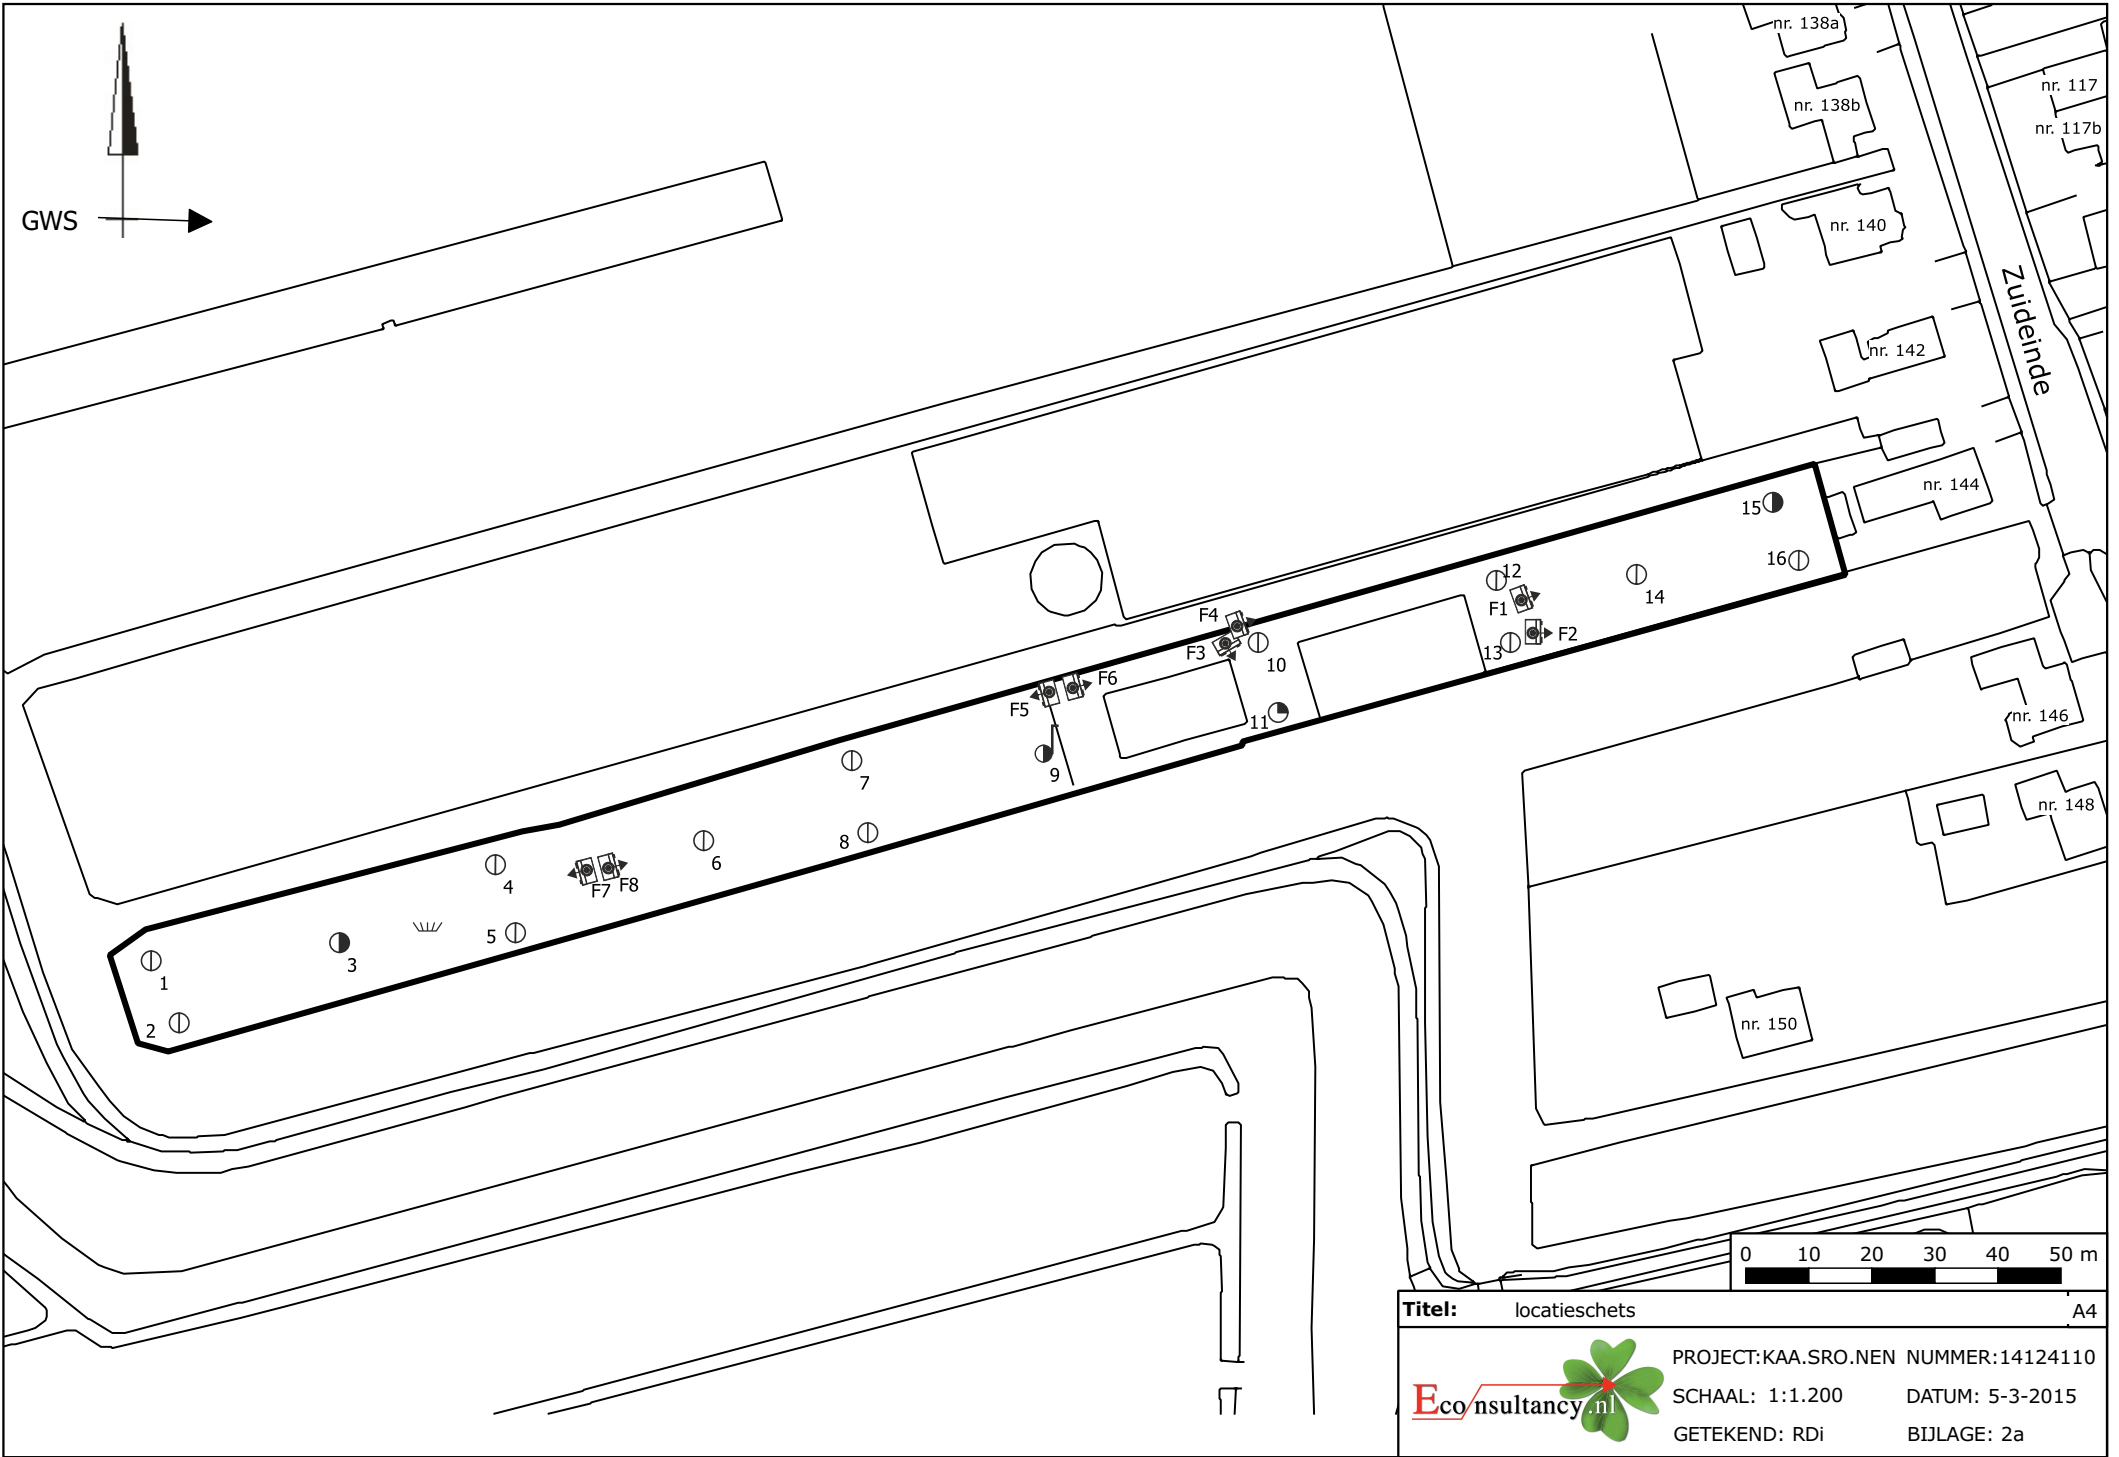 nr. 138a
nr. 117
nr. 138b
nr. 117b
GWS
nr. 140
Zuideinde
nr. 142
nr. 144
15
16
12
14
F1
F2
13
F4
F3
10
F6
F5
11
9
nr. 146
7
8
nr. 148
6
4
F7
F8
5
3
1
2
nr. 150
0 10 20 30 40 50 m
Titel: locatieschets A4
Econsultancy.nl
PROJECT:KAA.SRO.NEN NUMMER:14124110
SCHAAL: 1:1.200 DATUM: 5-3-2015
GETEKEND: RDi BIJLAGE: 2a